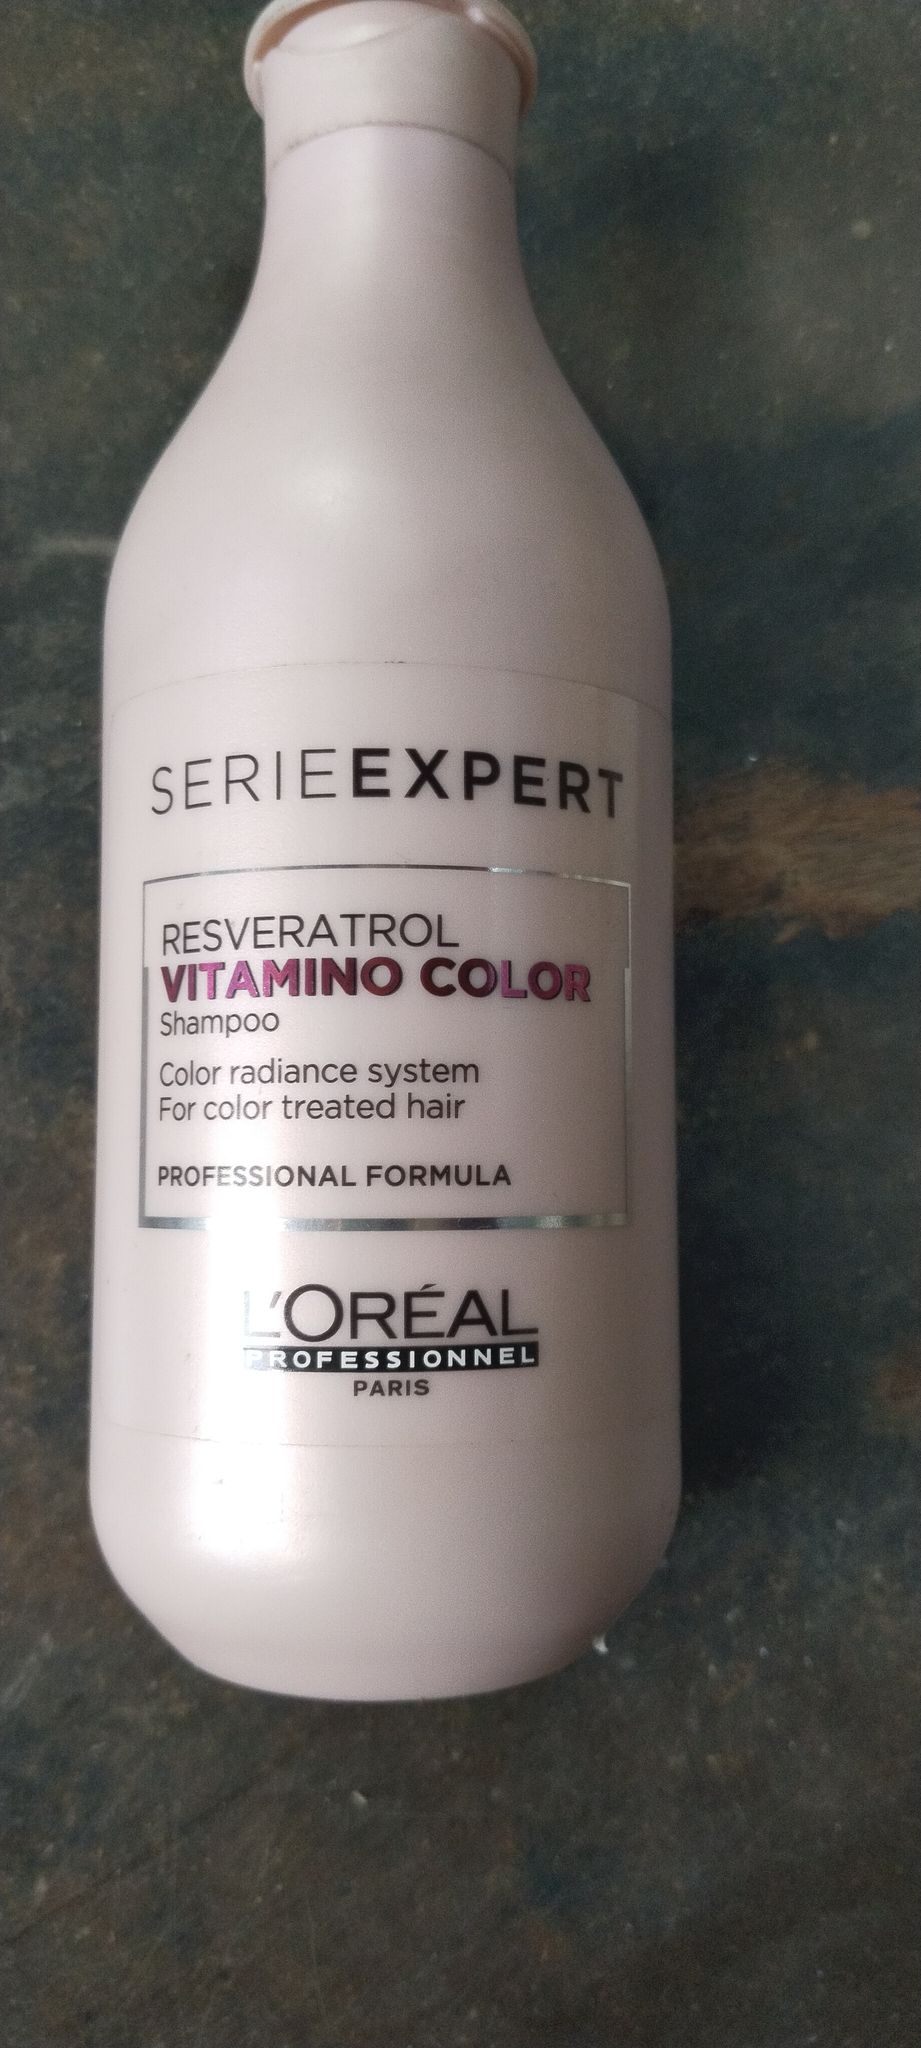 SERIEEXPERT
RESVERATROL
VITAMINO COLOR
Shampoo
Color radiance system
For color treated hair
PROFESSIONAL FORMULA
L'ORÉAL
PROFESSIONNEL
PARIS